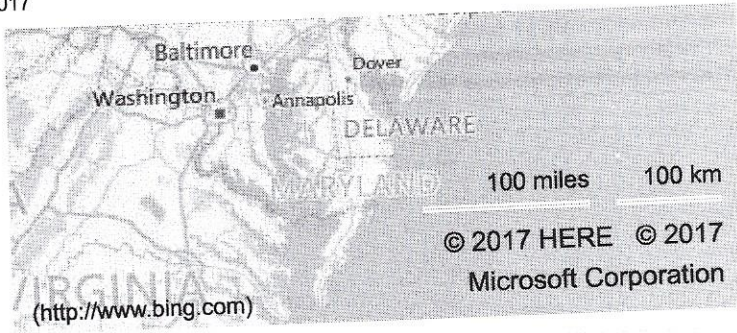 2017
Baltimore
Dover
Washington
Annapolis
DELAWARE
MARYLAND
100 miles 100 km
© 2017 HERE © 2017
Microsoft Corporation
VIRGINIA
(http://www.bing.com)